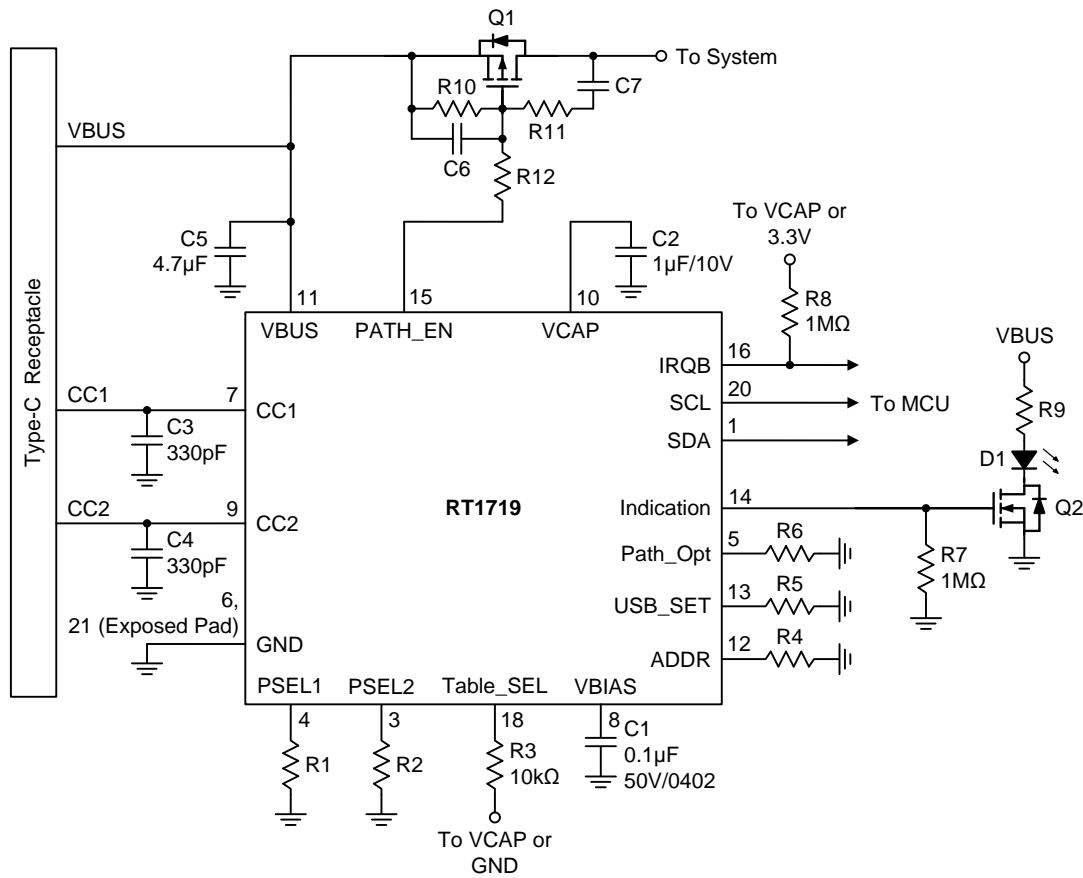 Q1
To System
R10
C7
R11
C6
R12
VBUS
C5
4.7µF
C2
1µF/10V
To VCAP or
3.3V
R8
1MΩ
11
15
10
VBUS
PATH_EN
VCAP
Type-C Receptacle
16
IRQB
20
SCL
To MCU
1
SDA
VBUS
R9
D1
Q2
CC1
7
CC1
C3
330pF
CC2
9
CC2
C4
330pF
RT1719
14
Indication
R7
1MΩ
5
Path_Opt
R6
13
USB_SET
R5
12
ADDR
R4
6,
21 (Exposed Pad)
GND
PSEL1
PSEL2
Table_SEL
VBIAS
4
3
18
8
R1
R2
R3
10kΩ
C1
0.1µF
50V/0402
To VCAP or
GND